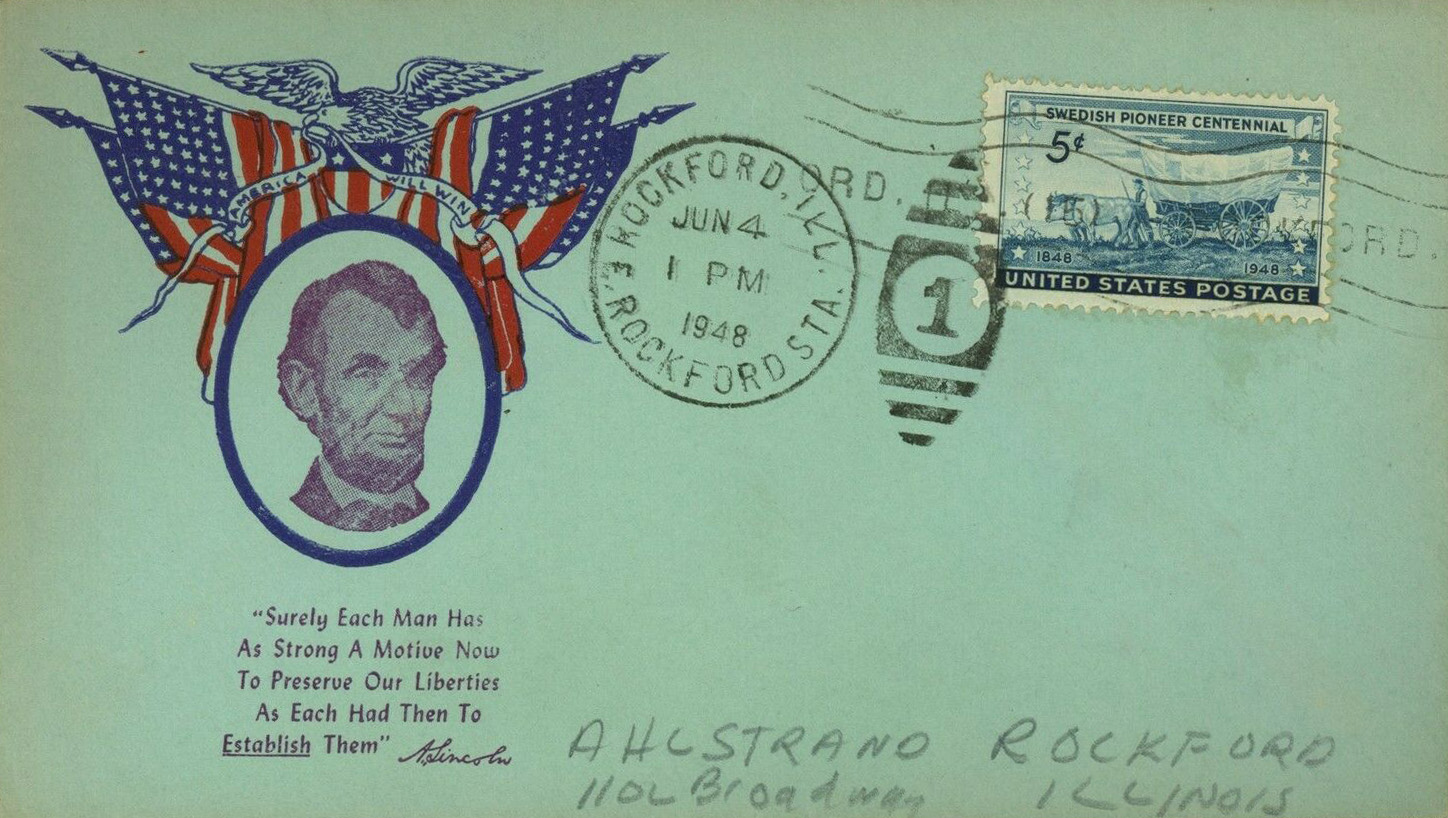 AMERICA WILL WIN
"Surely Each Man Has
As Strong A Motive Now
To Preserve Our Liberties
As Each Had Then To
Establish Them" A. Lincoln
ROCKFORD, ILL.
JUN 4
1 PM
1948
E. ROCKFORD STA.
1
SWEDISH PIONEER CENTENNIAL
5¢
1848 1948
UNITED STATES POSTAGE
AHLSTRAND ROCKFORD
Broadway ILLINOIS